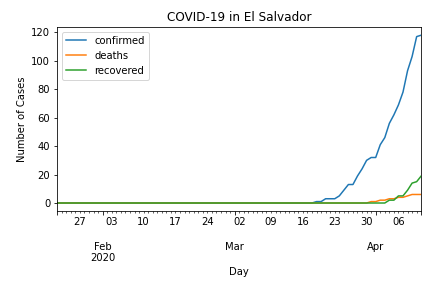 COVID-19 in El Salvador
confirmed
deaths
recovered
Number of Cases
120
100
80
60
40
20
0
27 03 10 17 24 02 09 16 23 30 06
Feb Mar Apr
2020
Day